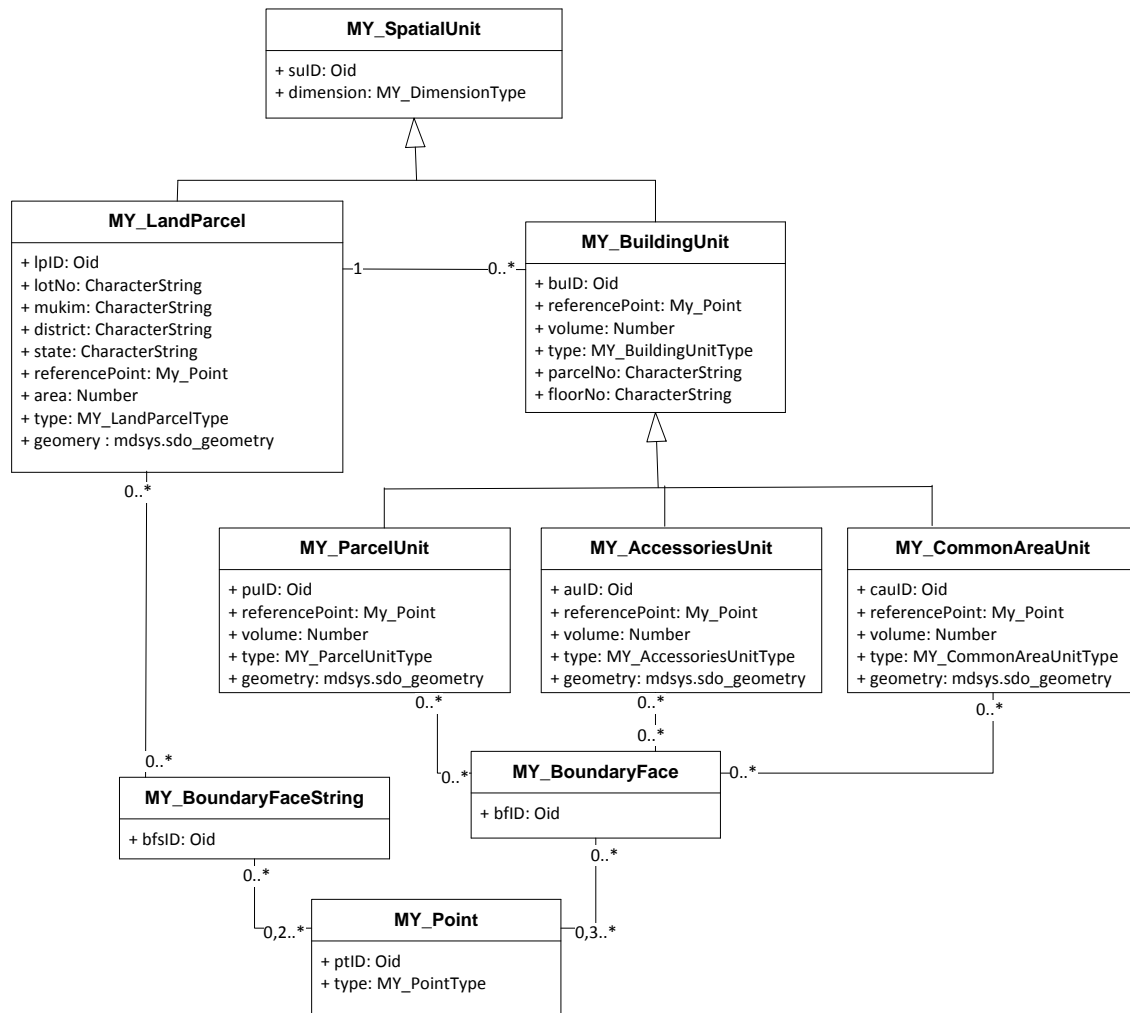 MY_SpatialUnit
+ suID: Oid
+ dimension: MY_DimensionType
MY_LandParcel
+ lpID: Oid
+ lotNo: CharacterString
+ mukim: CharacterString
+ district: CharacterString
+ state: CharacterString
+ referencePoint: My_Point
+ area: Number
+ type: MY_LandParcelType
+ geomery : mdsys.sdo_geometry
1
0..*
MY_BuildingUnit
+ buID: Oid
+ referencePoint: My_Point
+ volume: Number
+ type: MY_BuildingUnitType
+ parcelNo: CharacterString
+ floorNo: CharacterString
0..*
MY_ParcelUnit
+ puID: Oid
+ referencePoint: My_Point
+ volume: Number
+ type: MY_ParcelUnitType
+ geometry: mdsys.sdo_geometry
0..*
MY_AccessoriesUnit
+ auID: Oid
+ referencePoint: My_Point
+ volume: Number
+ type: MY_AccessoriesUnitType
+ geometry: mdsys.sdo_geometry
0..*
MY_CommonAreaUnit
+ cauID: Oid
+ referencePoint: My_Point
+ volume: Number
+ type: MY_CommonAreaUnitType
+ geometry: mdsys.sdo_geometry
0..*
0..*
0..*
0..*
0..*
MY_BoundaryFaceString
+ bfsID: Oid
0..*
MY_BoundaryFace
+ bfID: Oid
0..*
0,2..*
0,3..*
MY_Point
+ ptID: Oid
+ type: MY_PointType